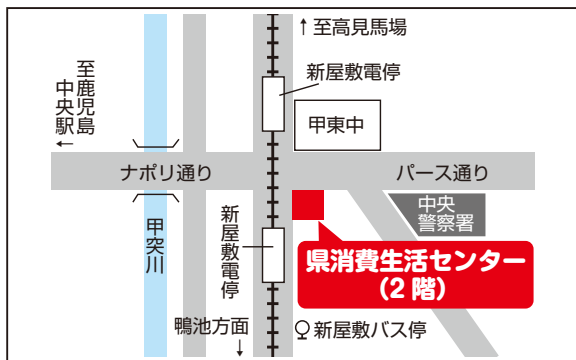 ↑至高見馬場
新屋敷電停
至鹿児島
中央駅
←
甲東中
ナポリ通り
パース通り
中央
警察署
甲突川
新屋敷電停
県消費生活センター
(2階)
鴨池方面
↓
新屋敷バス停